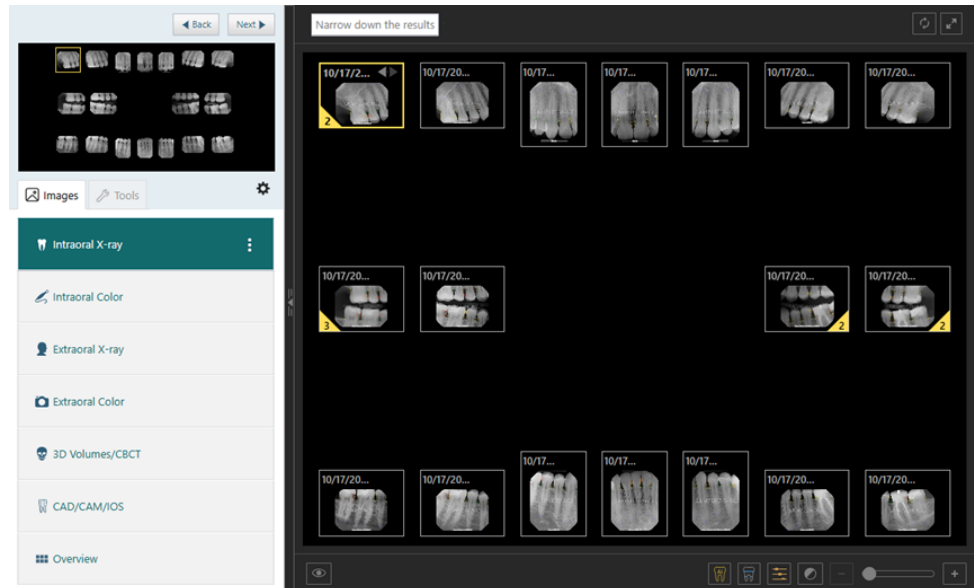 Back Next
Narrow down the results
Images Tools
Intraoral X-ray
Intraoral Color
Extraoral X-ray
Extraoral Color
3D Volumes/CBCT
CAD/CAM/IOS
Overview
10/17/2... 10/17/20... 10/17... 10/17... 10/17... 10/17/20... 10/17/20...
2
10/17/20... 10/17/20... 10/17/20... 10/17/20...
3 2 2
10/17... 10/17... 10/17...
10/17/20... 10/17/20... 10/17/20... 10/17/20...